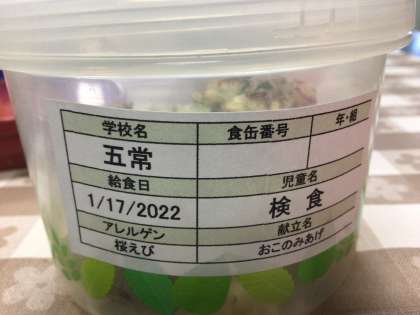 学校名 食缶番号 年・組
五常
給食日 児童名
1/17/2022 検食
アレルゲン 献立名
桜えび おこのみあげ